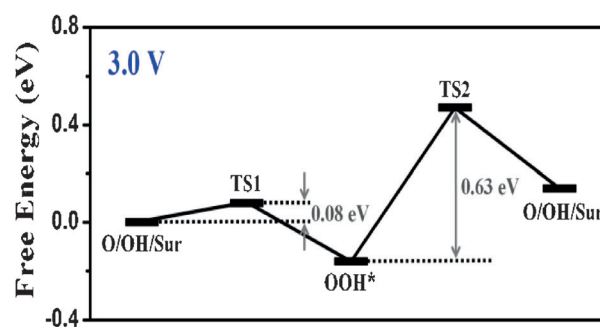 0.8
3.0 V
TS2
0.4
TS1
0.08 eV
0.63 eV
0.0
O/OH/Sur
O/OH/Sur
OOH*
-0.4
Free Energy (eV)